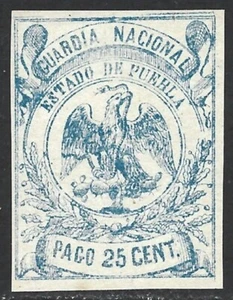 GUARDIA NACIONAL
ESTADO DE PUEBLA
PAGO 25 CENT.